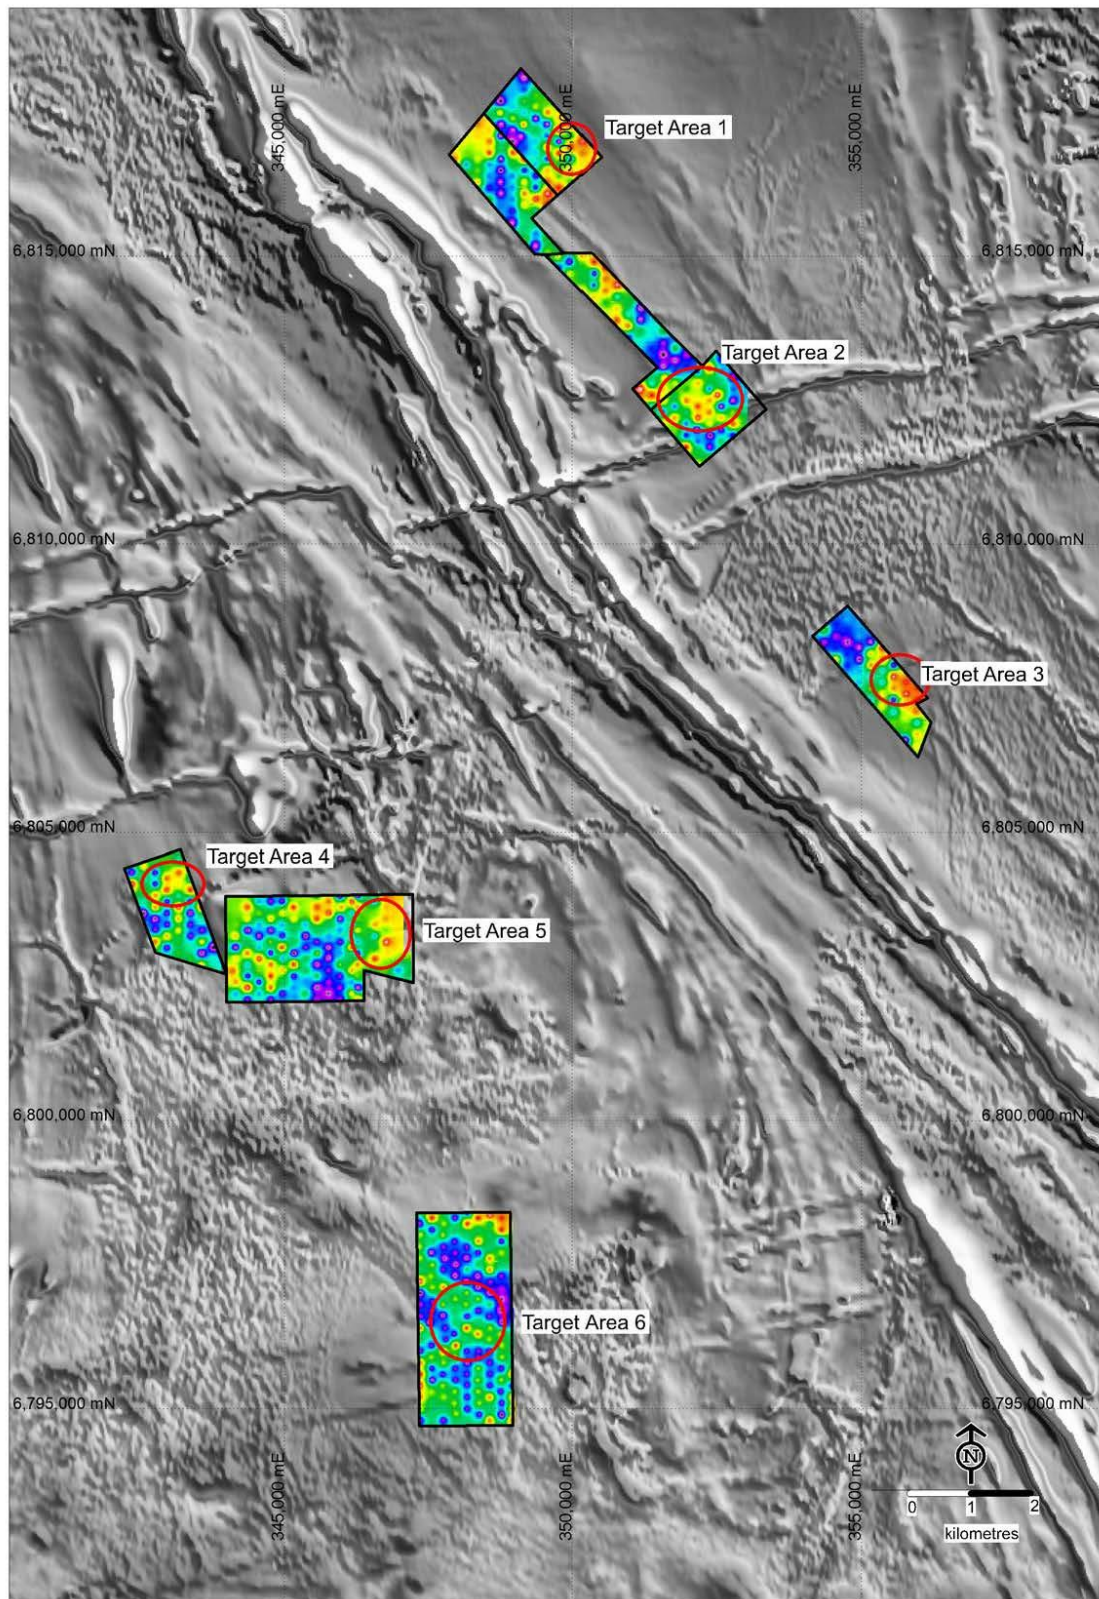 345,000 mE
350,000 mE
355,000 mE
Target Area 1
6,815,000 mN
6,815,000 mN
Target Area 2
6,810,000 mN
6,810,000 mN
Target Area 3
6,805,000 mN
6,805,000 mN
Target Area 4
Target Area 5
6,800,000 mN
6,800,000 mN
Target Area 6
6,795,000 mN
6,795,000 mN
345,000 mE
350,000 mE
355,000 mE
N
0 1 2
kilometres